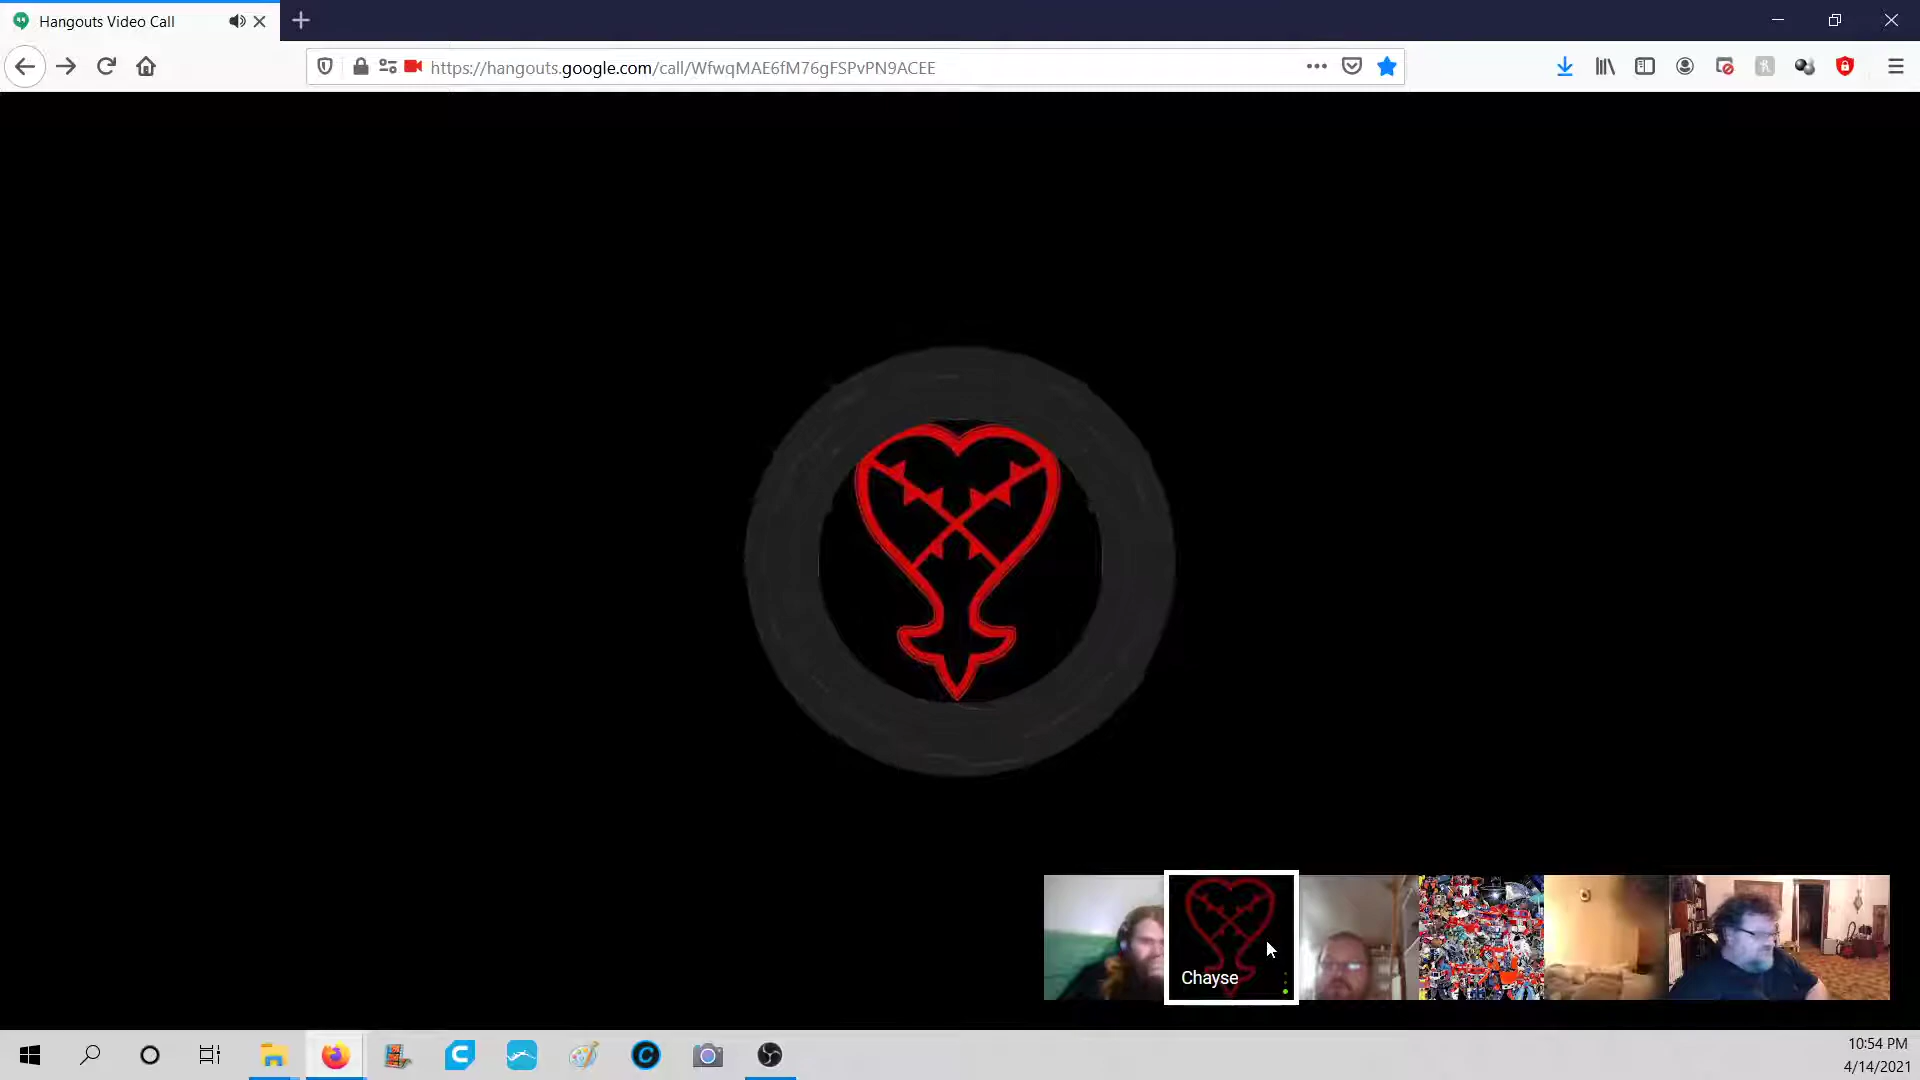 Hangouts Video Call
https://hangouts.google.com/call/WfwqMAE6fM76gFSPvPN9ACEE
Chayse
10:54 PM
4/14/2021